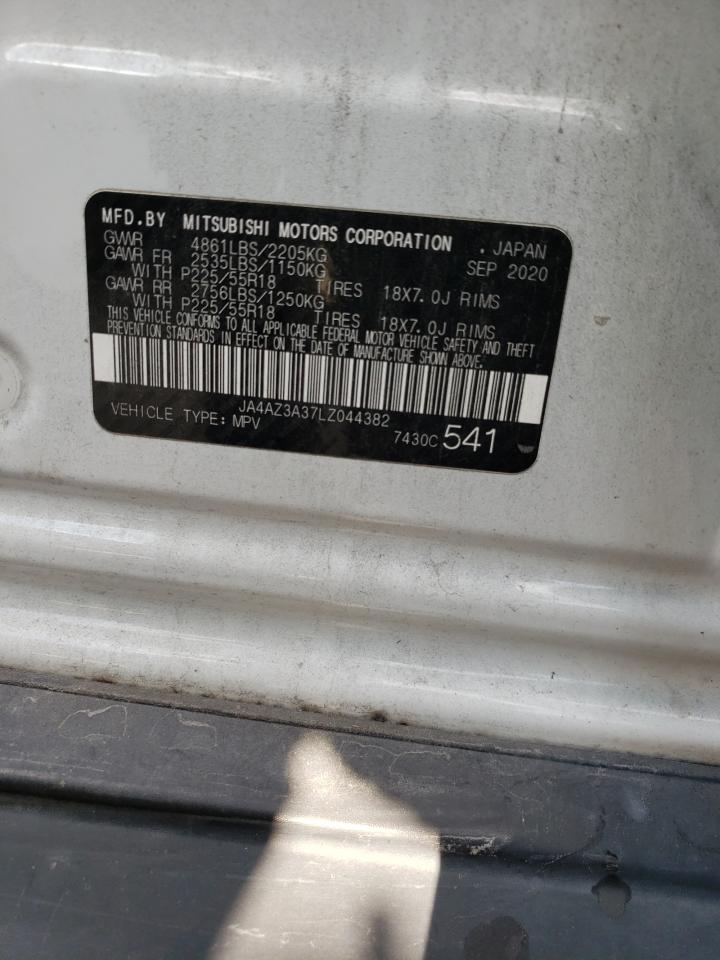 MFD.BY MITSUBISHI MOTORS CORPORATION . JAPAN
GVWR 4861LBS/2205KG SEP 2020
GAWR FR 2535LBS/1150KG
WITH P225/55R18 TIRES 18X7.0J RIMS
GAWR RR 2756LBS/1250KG
WITH P225/55R18 TIRES 18X7.0J RIMS
THIS VEHICLE CONFORMS TO ALL APPLICABLE FEDERAL MOTOR VEHICLE SAFETY AND THEFT
PREVENTION STANDARDS IN EFFECT ON THE DATE OF MANUFACTURE SHOWN ABOVE.
JA4AZ3A37LZ044382
VEHICLE TYPE: MPV 7430C 541